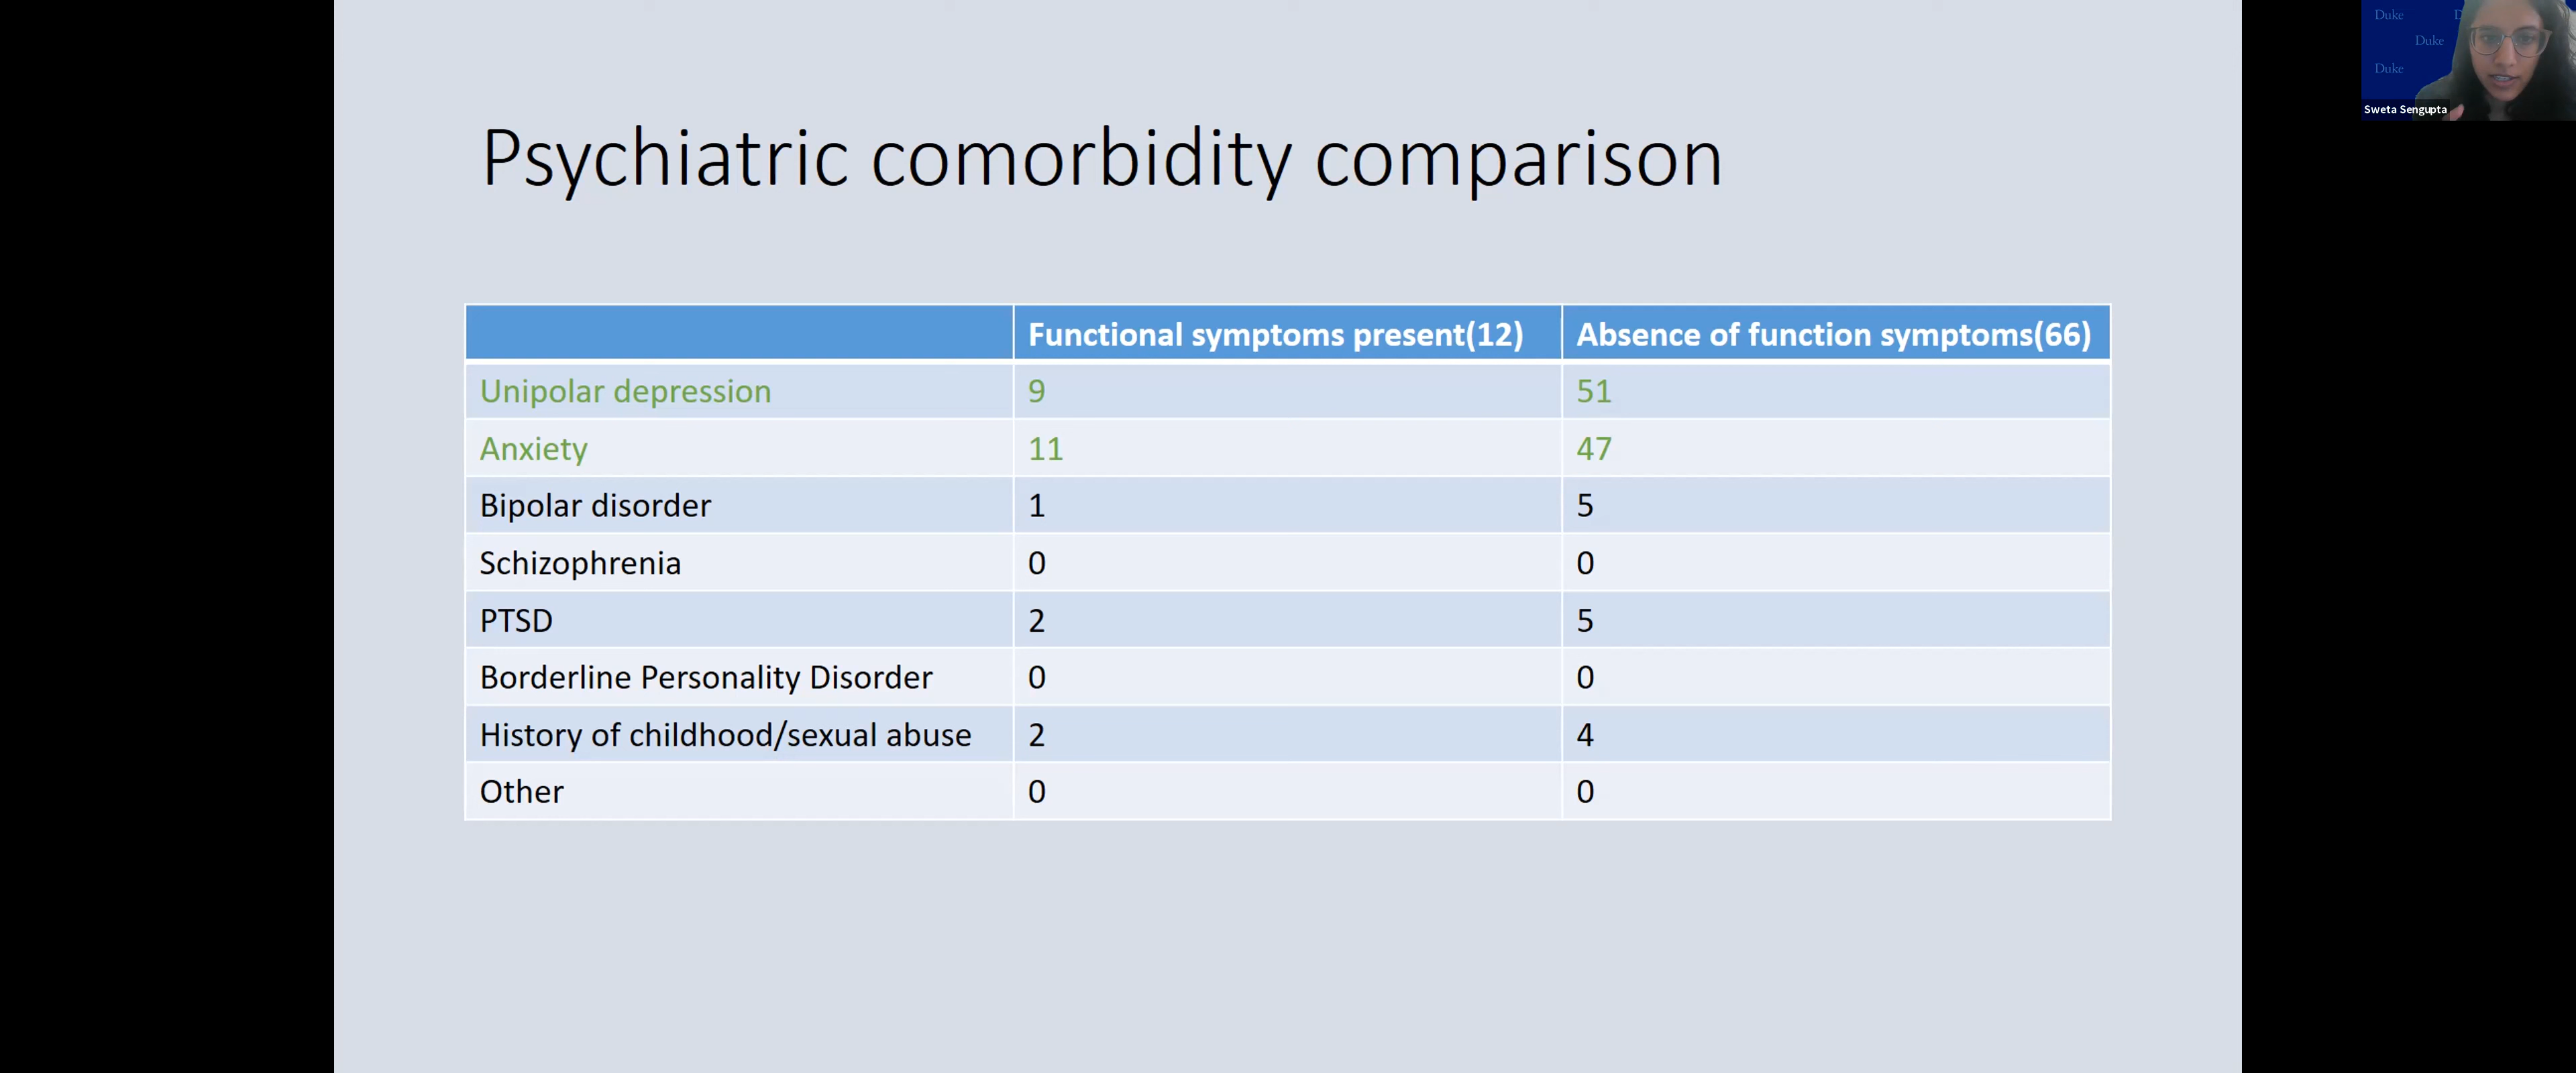 Duke D
Duke
Duke
Sweta Sengupta
Psychiatric comorbidity comparison
Functional symptoms present(12) Absence of function symptoms(66)
Unipolar depression 9 51
Anxiety 11 47
Bipolar disorder 1 5
Schizophrenia 0 0
PTSD 2 5
Borderline Personality Disorder 0 0
History of childhood/sexual abuse 2 4
Other 0 0